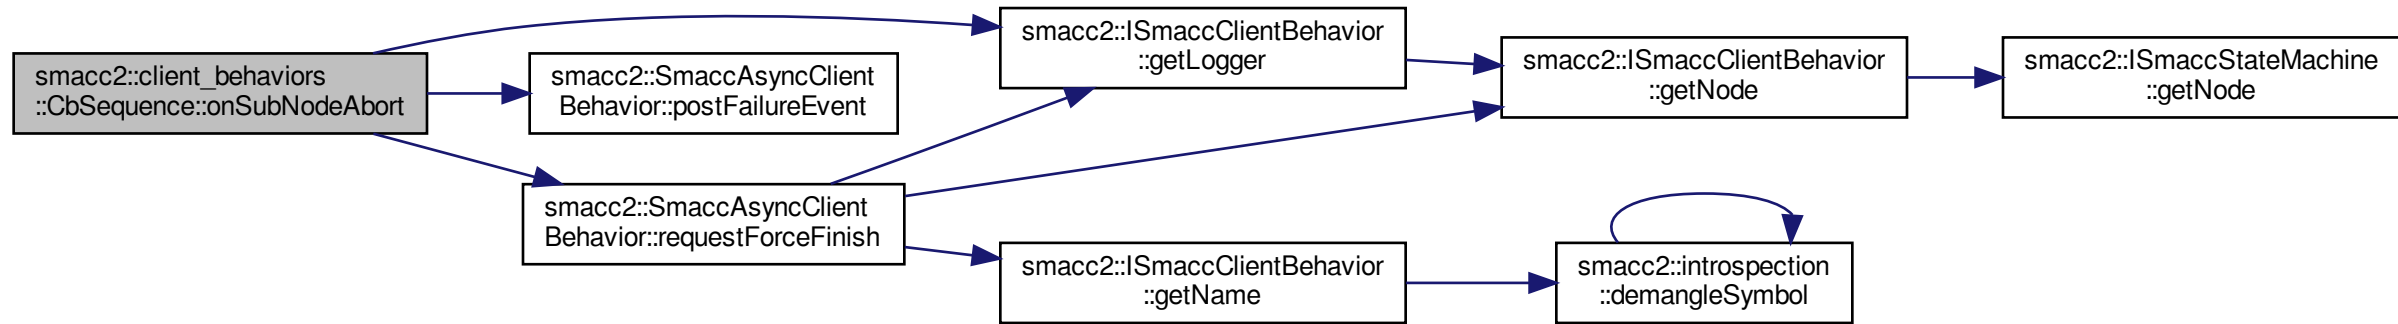 smacc2::client_behaviors
::CbSequence::onSubNodeAbort
smacc2::SmaccAsyncClient
Behavior::postFailureEvent
smacc2::SmaccAsyncClient
Behavior::requestForceFinish
smacc2::ISmaccClientBehavior
::getLogger
smacc2::ISmaccClientBehavior
::getName
smacc2::ISmaccClientBehavior
::getNode
smacc2::introspection
::demangleSymbol
smacc2::ISmaccStateMachine
::getNode